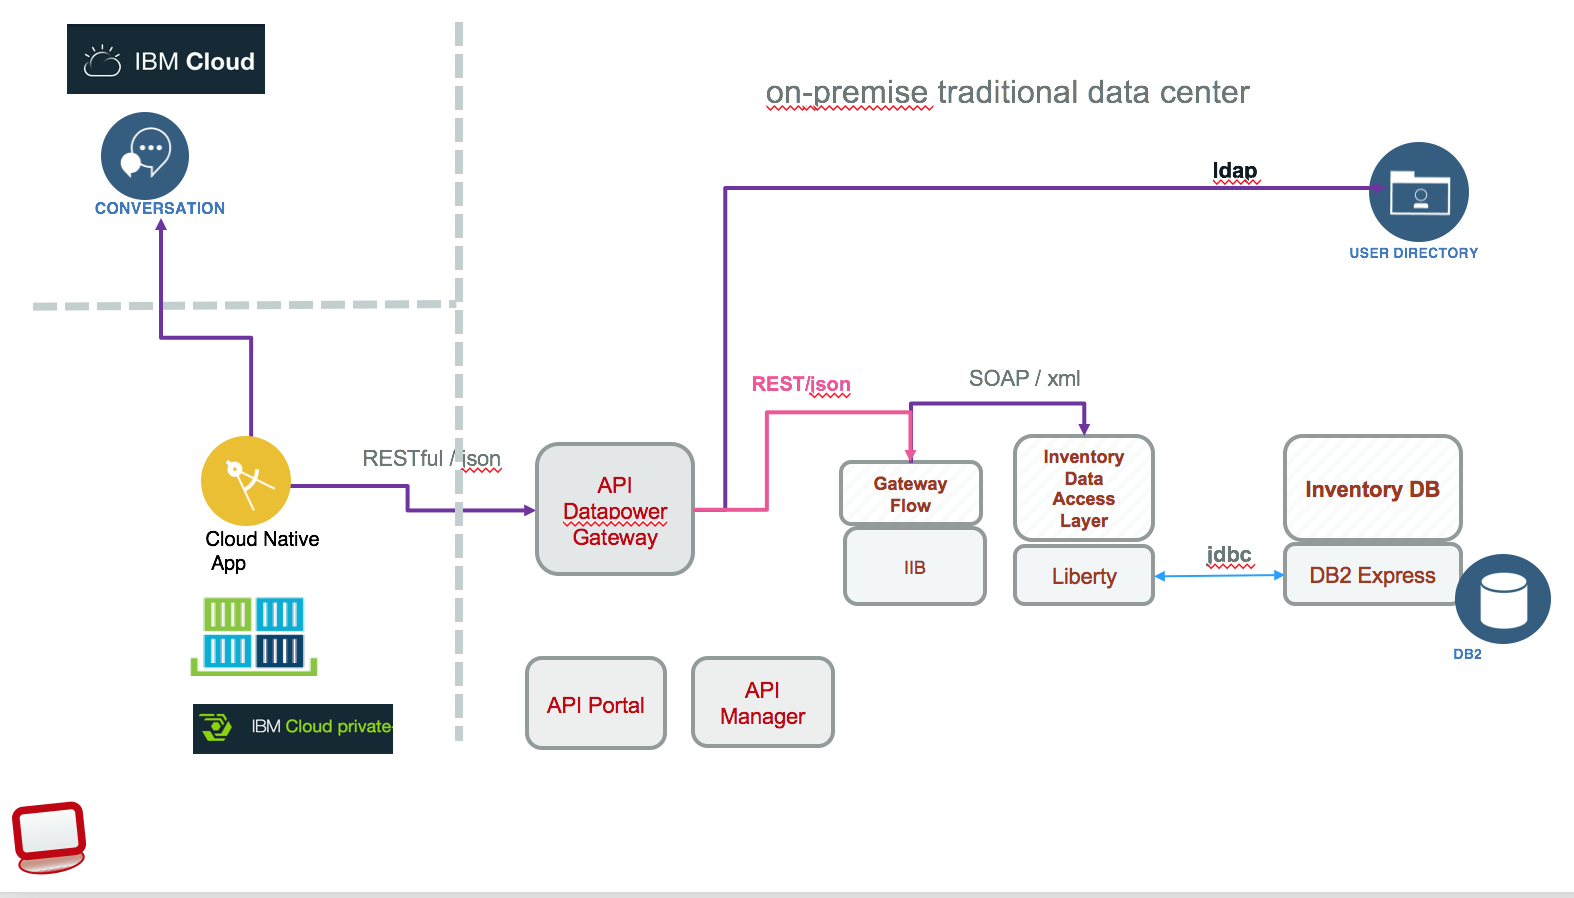 IBM Cloud
on-premise traditional data center
CONVERSATION
ldap
USER DIRECTORY
REST/json
SOAP / xml
RESTful / json
API
Datapower
Gateway
Gateway
Flow
IIB
Inventory
Data
Access
Layer
Liberty
jdbc
Inventory DB
DB2 Express
DB2
Cloud Native
App
API Portal
API
Manager
IBM Cloud private